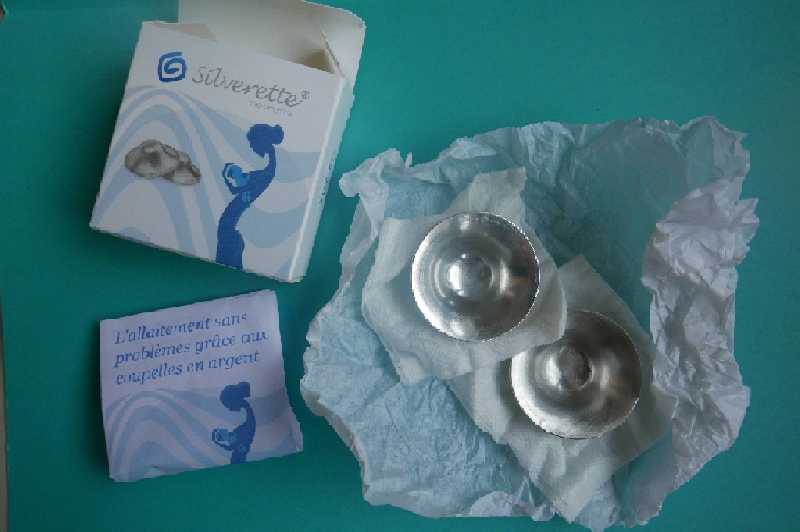 Silverette®
L'allaitement sans
problèmes grâce aux
coupelles en argent